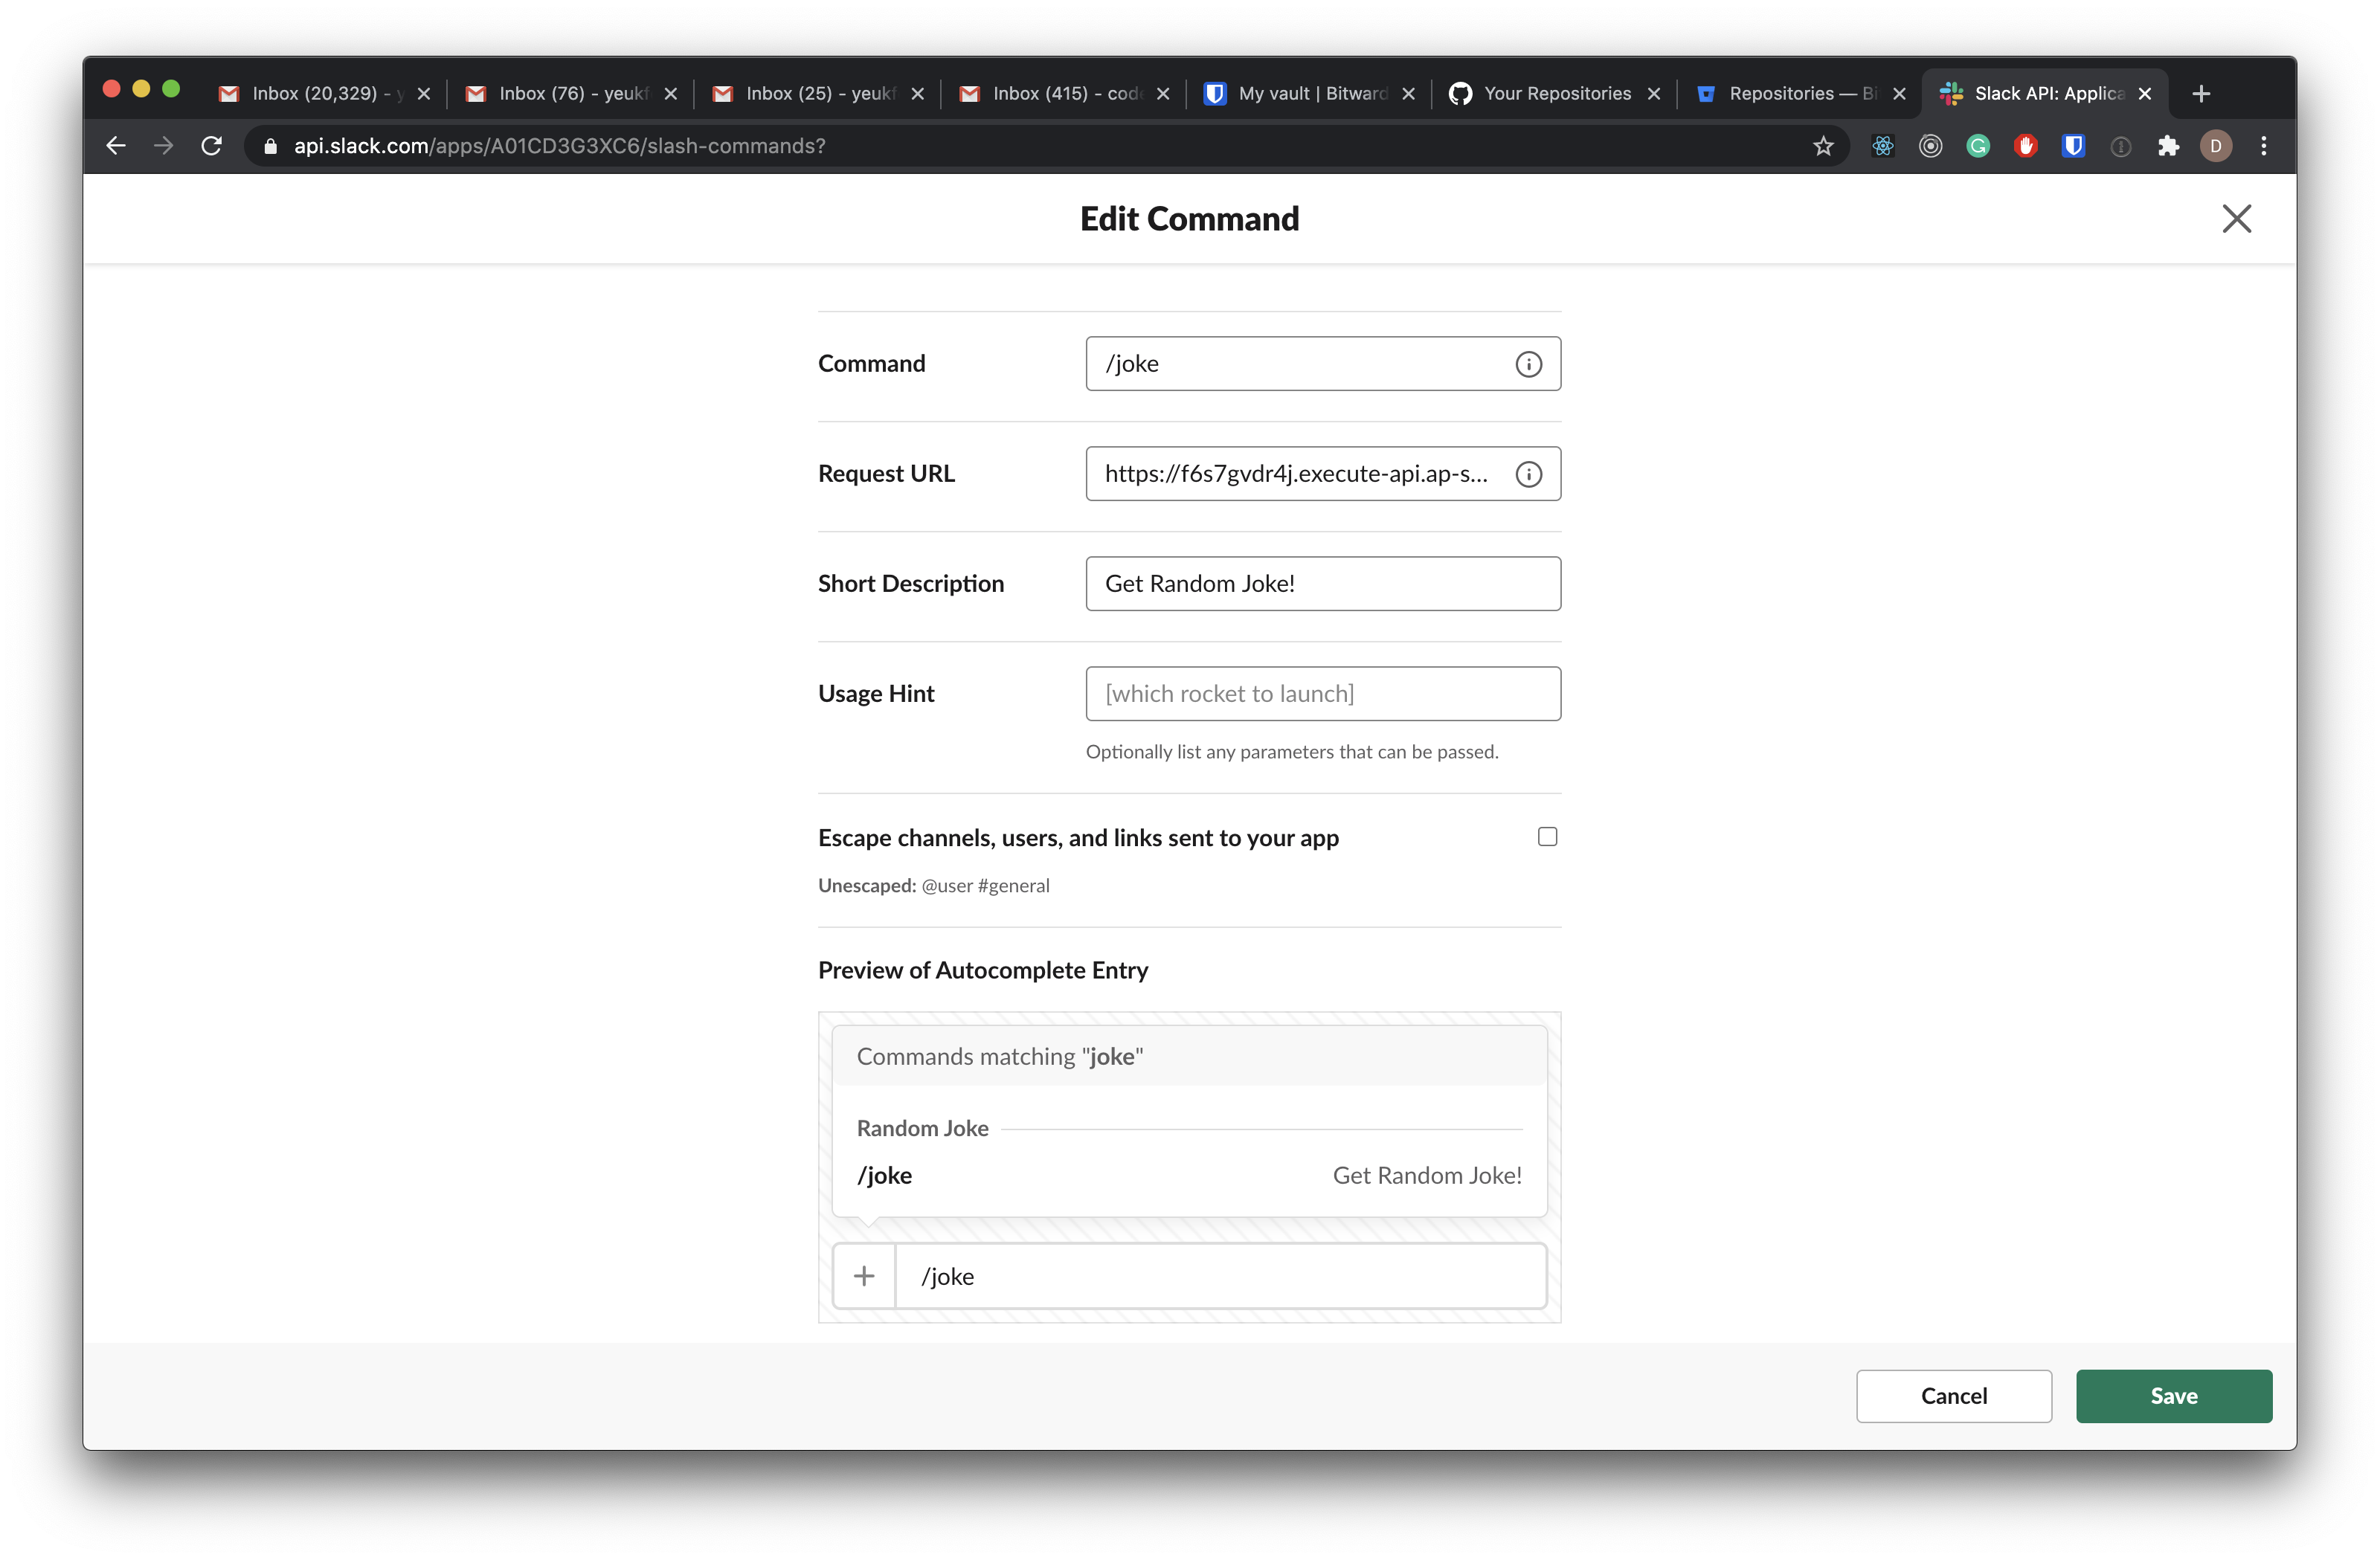 Inbox (20,329) - y
Inbox (76) - yeukf
Inbox (25) - yeukf
Inbox (415) - code
My vault | Bitward
Your Repositories
Repositories — Bi
Slack API: Applica
api.slack.com/apps/A01CD3G3XC6/slash-commands?
D
Edit Command
Command
/joke
Request URL
https://f6s7gvdr4j.execute-api.ap-s...
Short Description
Get Random Joke!
Usage Hint
[which rocket to launch]
Optionally list any parameters that can be passed.
Escape channels, users, and links sent to your app
Unescaped: @user #general
Preview of Autocomplete Entry
Commands matching "joke"
Random Joke
/joke
Get Random Joke!
/joke
Cancel
Save